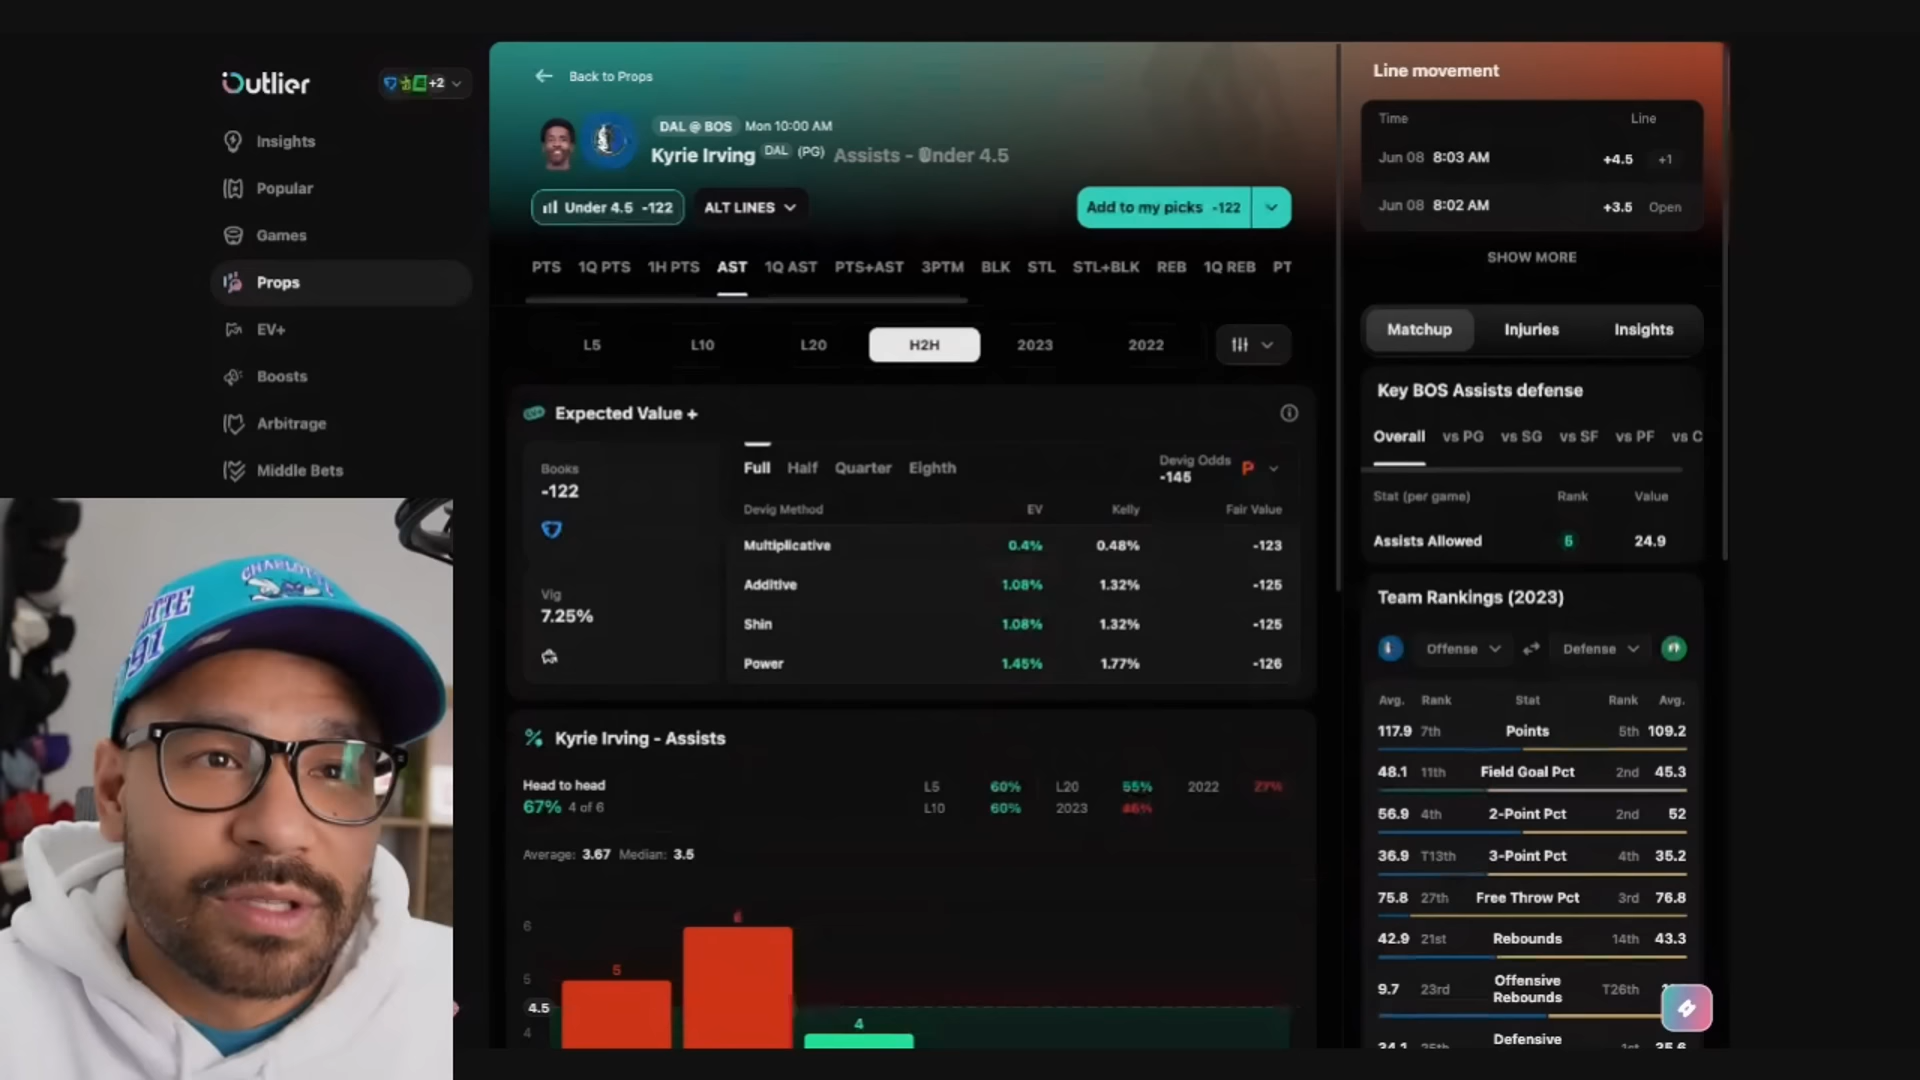 Outlier
+2
Insights
Popular
Games
Props
EV+
Boosts
Arbitrage
Middle Bets
Back to Props
DAL @ BOS Mon 10:00 AM
Kyrie Irving DAL (PG) Assists - Under 4.5
Under 4.5 -122
ALT LINES
Add to my picks -122
PTS 1Q PTS 1H PTS AST 1Q AST PTS+AST 3PTM BLK STL STL+BLK REB 1Q REB PT
L5 L10 L20 H2H 2023 2022
Expected Value +
Books
-122
Vig
7.25%
Full Half Quarter Eighth
Devig Odds
-145
P
Devig Method EV Kelly Fair Value
Multiplicative 0.4% 0.48% -123
Additive 1.08% 1.32% -125
Shin 1.08% 1.32% -125
Power 1.45% 1.77% -126
Kyrie Irving - Assists
Head to head
67% 4 of 6
L5 60% L20 55% 2022
L10 60% 2023
Average: 3.67 Median: 3.5
6
5
4.5
4
5
4
Line movement
Time Line
Jun 08 8:03 AM +4.5 +1
Jun 08 8:02 AM +3.5 Open
SHOW MORE
Matchup Injuries Insights
Key BOS Assists defense
Overall vs PG vs SG vs SF vs PF vs C
Stat (per game) Rank Value
Assists Allowed 6 24.9
Team Rankings (2023)
Offense Defense
Avg. Rank Stat Rank Avg.
117.9 7th Points 5th 109.2
48.1 11th Field Goal Pct 2nd 45.3
56.9 4th 2-Point Pct 2nd 52
36.9 T13th 3-Point Pct 4th 35.2
75.8 27th Free Throw Pct 3rd 76.8
42.9 21st Rebounds 14th 43.3
9.7 23rd Offensive Rebounds T26th
Defensive
CHARLOTTE
91